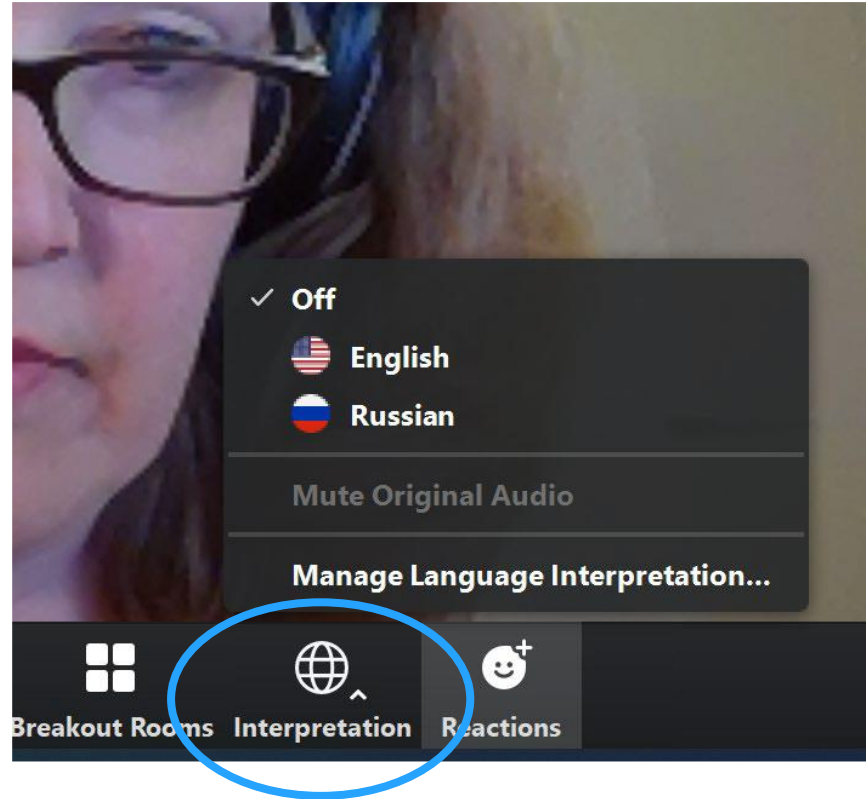 Off
English
Russian
Mute Original Audio
Manage Language Interpretation...
Breakout Rooms Interpretation Reactions